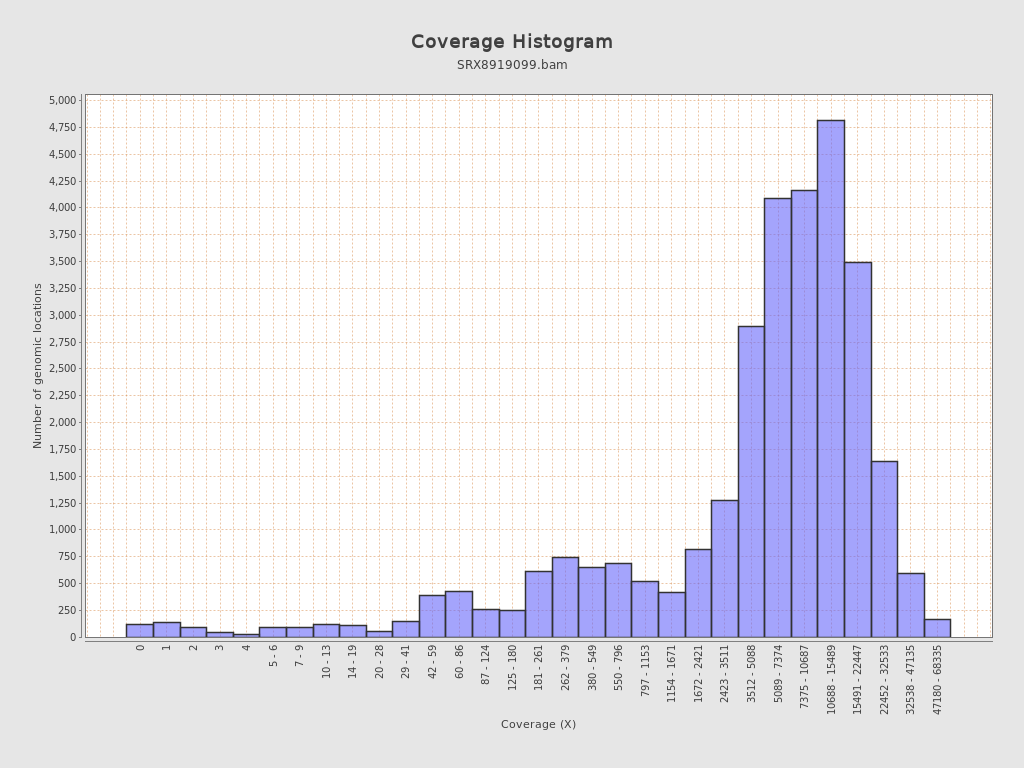 Coverage Histogram
SRX8919099.bam
5,000
4,750
4,500
4,250
4,000
3,750
3,500
3,250
3,000
2,750
2,500
2,250
2,000
1,750
1,500
1,250
1,000
750
500
250
0
Number of genomic locations
0
1
2
3
4
5 - 6
7 - 9
10 - 13
14 - 19
20 - 28
29 - 41
42 - 59
60 - 86
87 - 124
125 - 180
181 - 261
262 - 379
380 - 549
550 - 796
797 - 1153
1154 - 1671
1672 - 2421
2423 - 3511
3512 - 5088
5089 - 7374
7375 - 10687
10688 - 15489
15491 - 22447
22452 - 32533
32538 - 47135
47180 - 68335
Coverage (X)